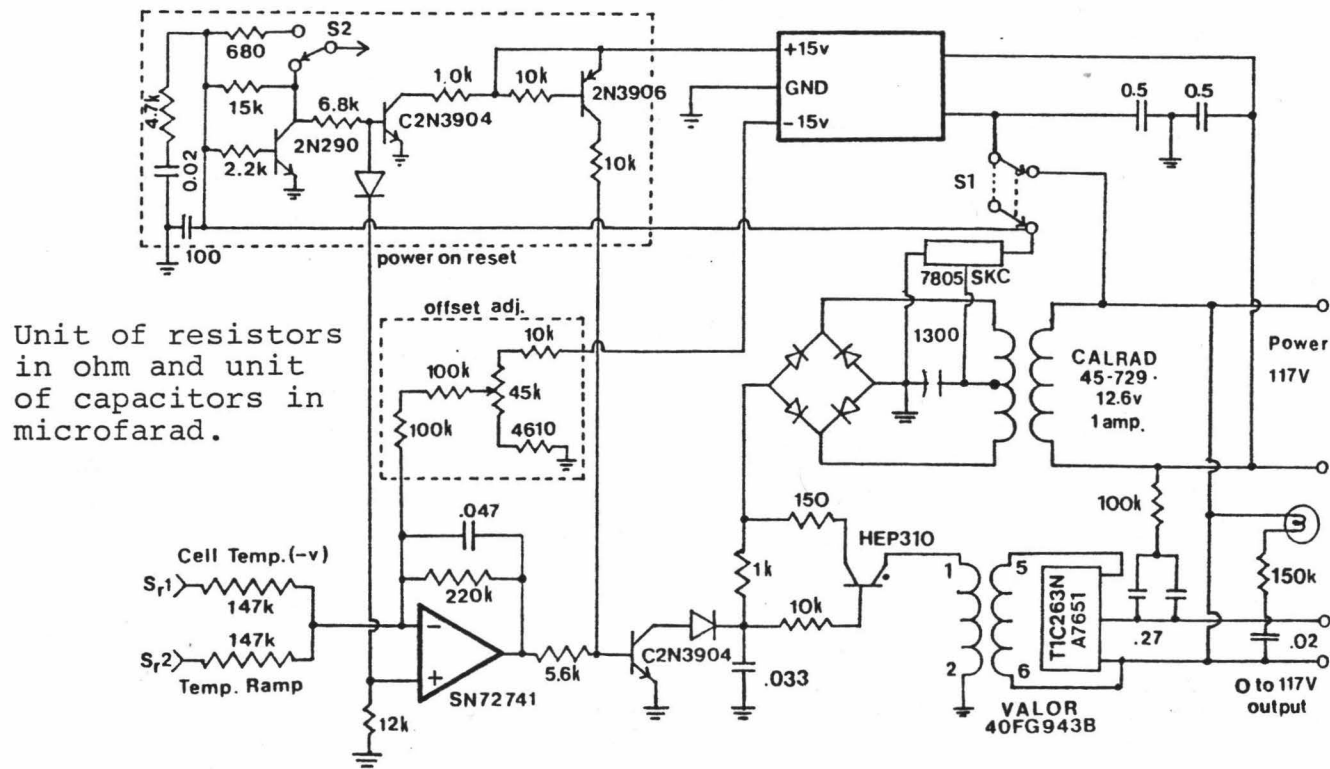 S2
680
15k
4.7k
6.8k
1.0k
10k
2N3906
C2N3904
2N290
2.2k
0.02
10k
100
power on reset
+15v
GND
-15v
0.5
0.5
S1
7805 SKC
1300
offset adj.
10k
100k
45k
100k
4610
Unit of resistors
in ohm and unit
of capacitors in
microfarad.
CALRAD
45-729.
12.6v
1 amp.
Power
117V
.047
220k
Cell Temp.(-v)
Sr1
147k
147k
Sr2
Temp. Ramp
-
+
SN72741
12k
5.6k
C2N3904
1k
150
HEP310
10k
.033
1
2
5
6
VALOR
40FG943B
T1C263N
A7651
100k
.27
150k
.02
0 to 117V
output